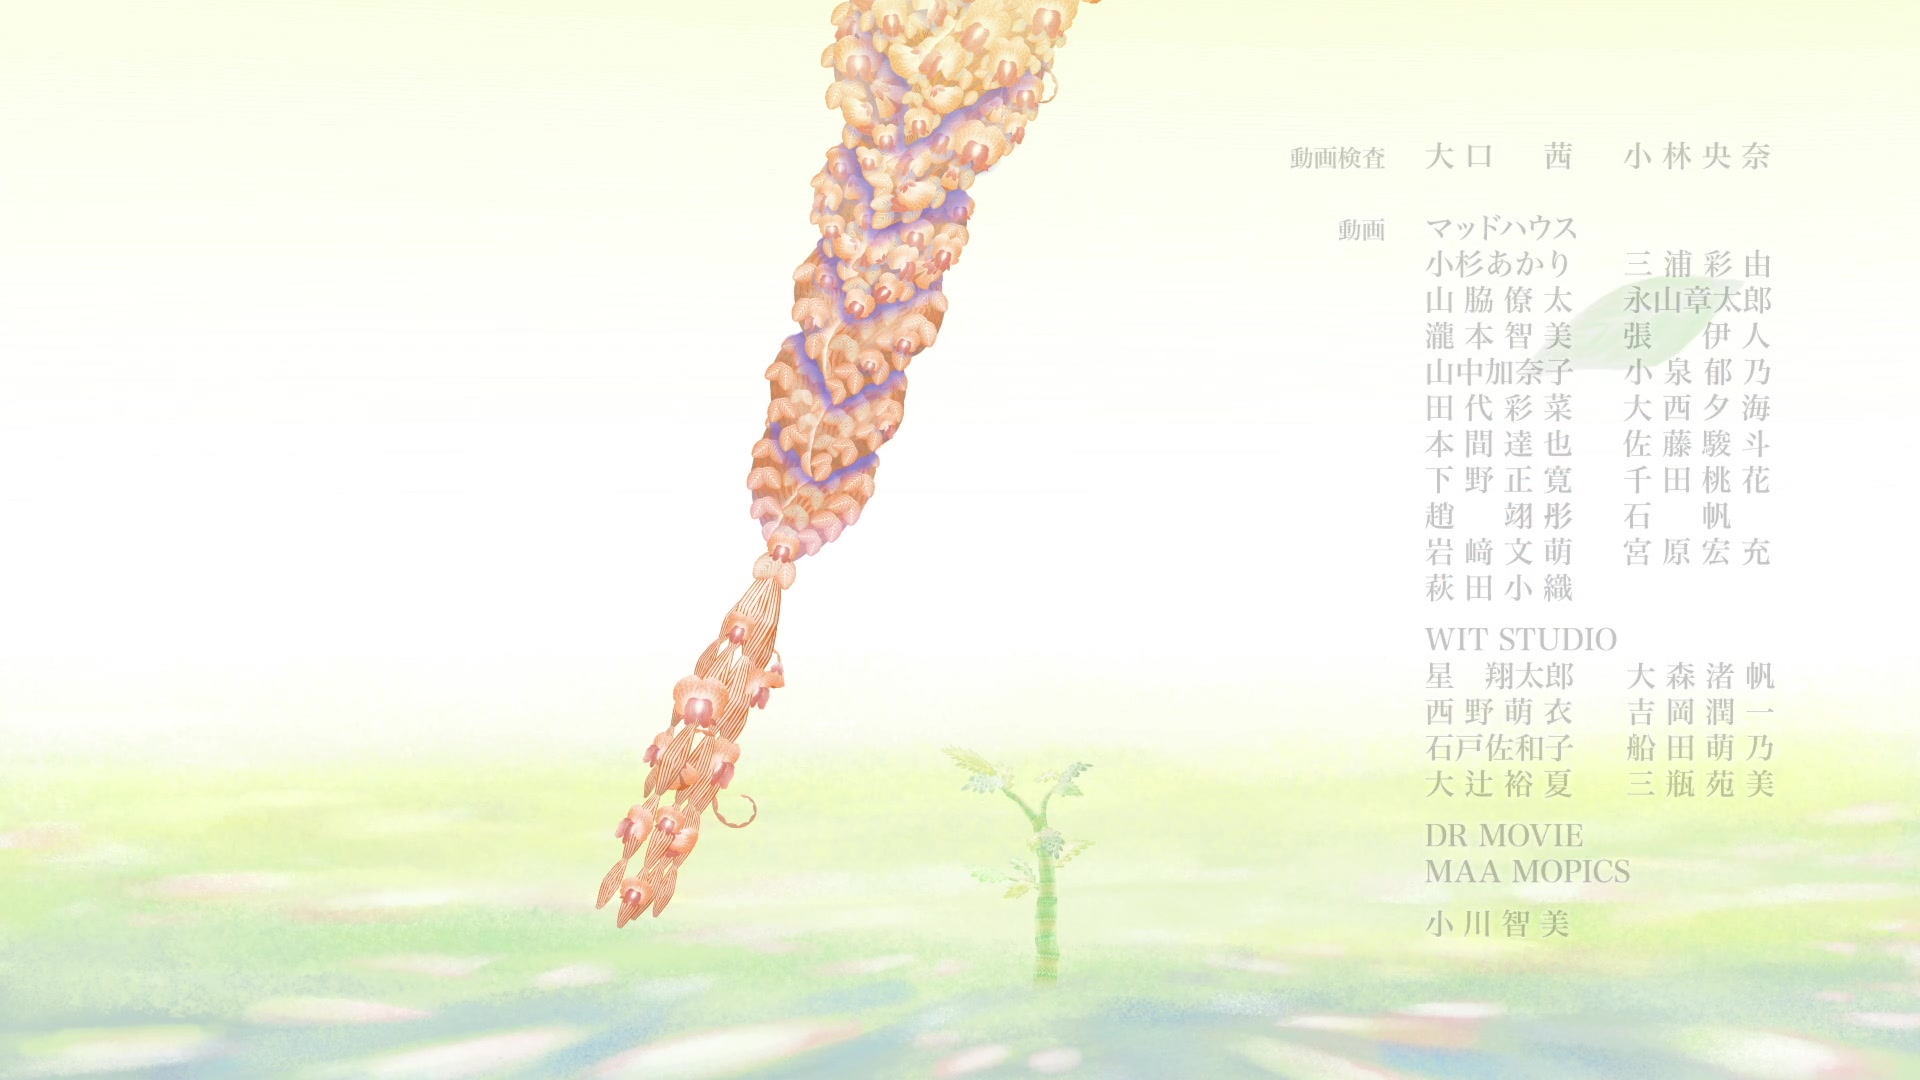 動画検査 大口 茜 小林央奈
動画 マッドハウス
小杉あかり 三浦彩由
山脇僚太 永山章太郎
瀧本智美 張 伊人
山中加奈子 小泉郁乃
田代彩菜 大西夕海
本間達也 佐藤駿斗
下野正寛 千田桃花
趙 翊彤 石 帆
岩﨑文萌 宮原宏充
萩田小織
WIT STUDIO
星 翔太郎 大森渚帆
西野萌衣 吉岡潤一
石戸佐和子 船田萌乃
大辻裕夏 三瓶苑美
DR MOVIE
MAA MOPICS
小川智美